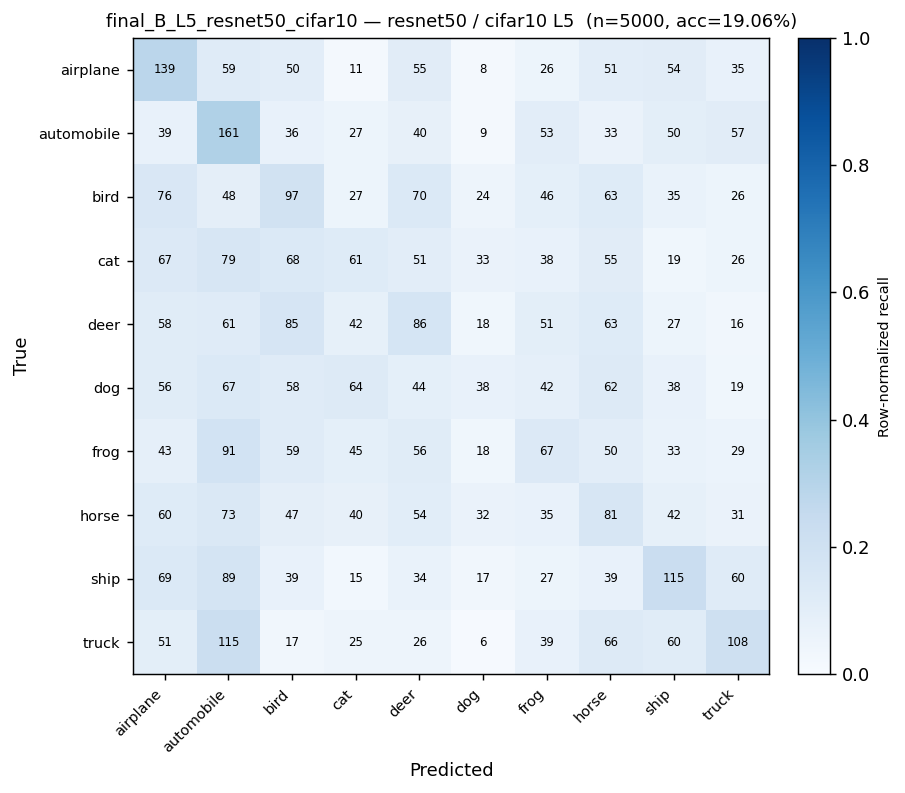 final_B_L5_resnet50_cifar10 — resnet50 / cifar10 L5 (n=5000, acc=19.06%)
airplane 139 59 50 11 55 8 26 51 54 35
automobile 39 161 36 27 40 9 53 33 50 57
bird 76 48 97 27 70 24 46 63 35 26
cat 67 79 68 61 51 33 38 55 19 26
deer 58 61 85 42 86 18 51 63 27 16
dog 56 67 58 64 44 38 42 62 38 19
frog 43 91 59 45 56 18 67 50 33 29
horse 60 73 47 40 54 32 35 81 42 31
ship 69 89 39 15 34 17 27 39 115 60
truck 51 115 17 25 26 6 39 66 60 108
airplane automobile bird cat deer dog frog horse ship truck
Predicted
True
1.0
0.8
0.6
0.4
0.2
0.0
Row-normalized recall